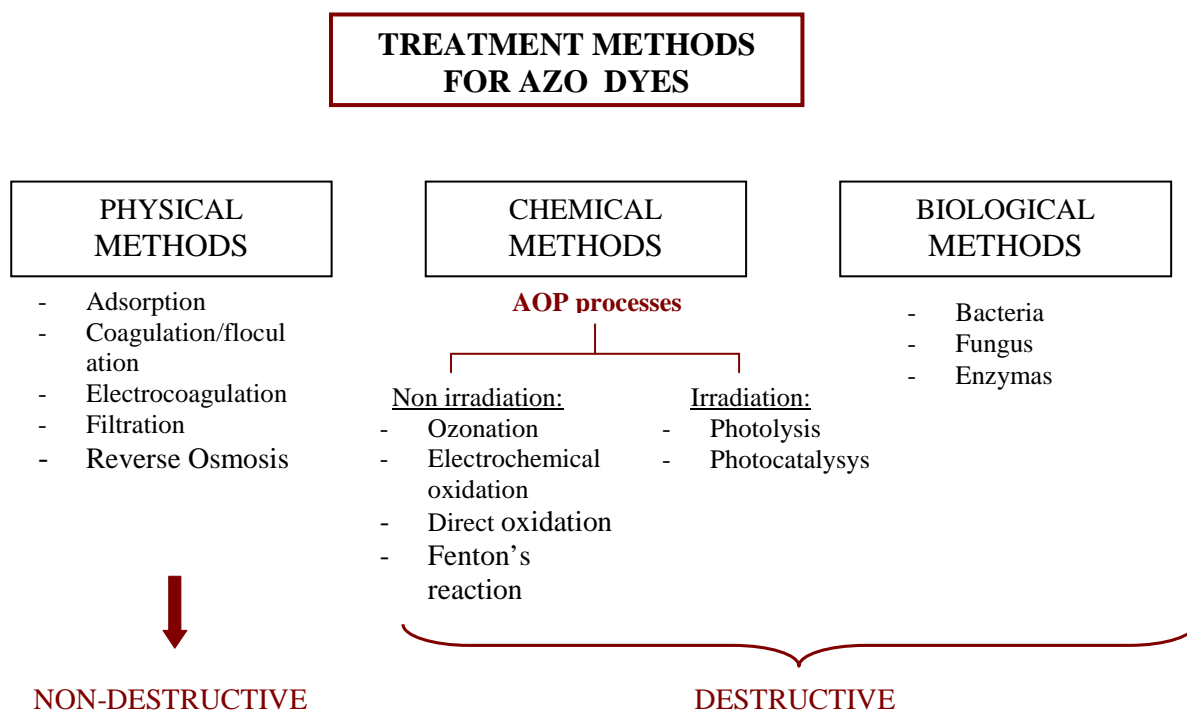 TREATMENT METHODS
FOR AZO DYES
PHYSICAL
METHODS
- Adsorption
- Coagulation/flocul
ation
- Electrocoagulation
- Filtration
- Reverse Osmosis
CHEMICAL
METHODS
AOP processes
Non irradiation:
- Ozonation
- Electrochemical
oxidation
- Direct oxidation
- Fenton's
reaction
Irradiation:
- Photolysis
- Photocatalysys
BIOLOGICAL
METHODS
- Bacteria
- Fungus
- Enzymas
NON-DESTRUCTIVE
DESTRUCTIVE